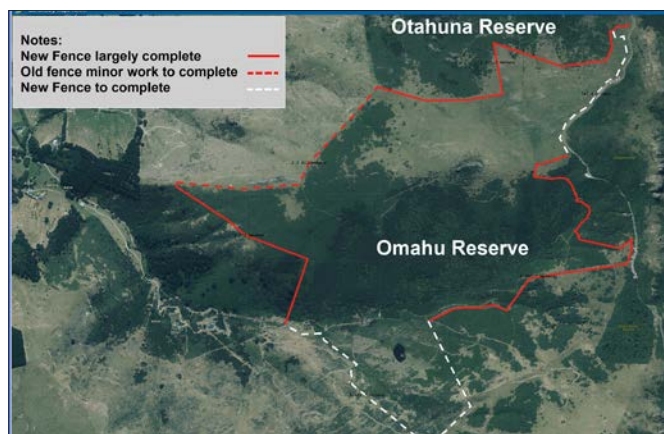 Notes:
New Fence largely complete
Old fence minor work to complete
New Fence to complete
Otahuna Reserve
Omahu Reserve